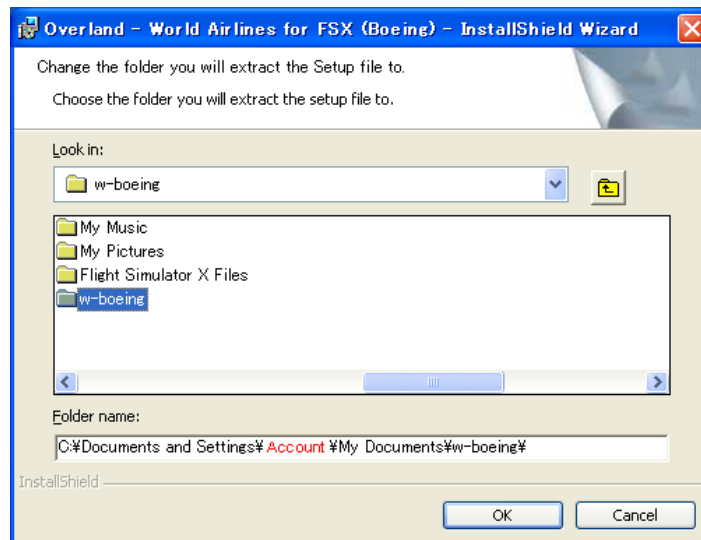 Overland – World Airlines for FSX (Boeing) – InstallShield Wizard
Change the folder you will extract the Setup file to.
Choose the folder you will extract the setup file to.
Look in:
w-boeing
My Music
My Pictures
Flight Simulator X Files
w-boeing
Folder name:
C:¥Documents and Settings¥ Account ¥My Documents¥w-boeing¥
InstallShield
OK Cancel